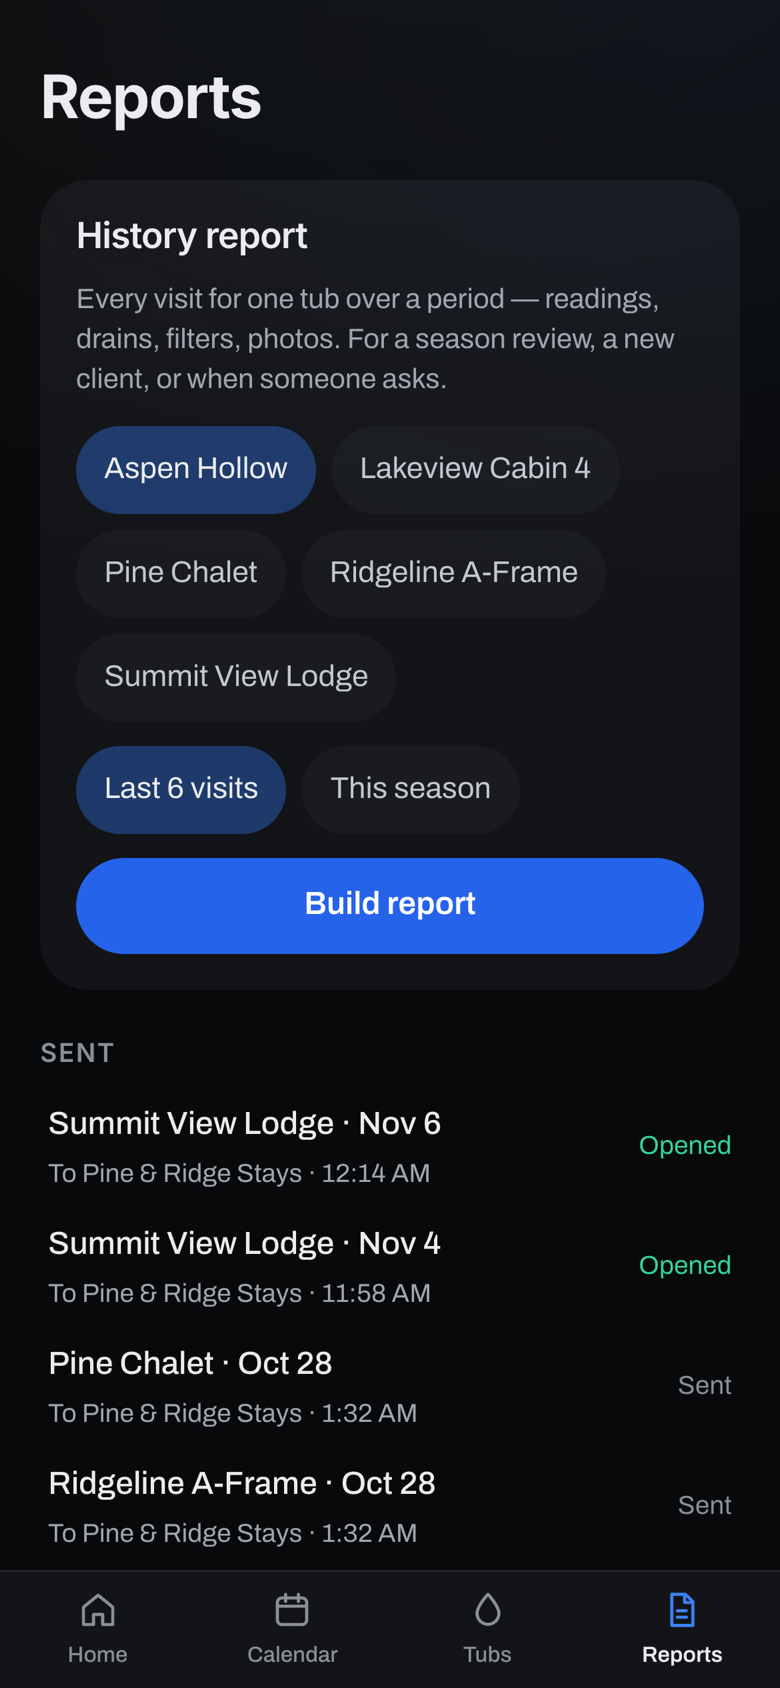 Reports
History report
Every visit for one tub over a period — readings,
drains, filters, photos. For a season review, a new
client, or when someone asks.
Aspen Hollow
Lakeview Cabin 4
Pine Chalet
Ridgeline A-Frame
Summit View Lodge
Last 6 visits
This season
Build report
SENT
Summit View Lodge · Nov 6
To Pine & Ridge Stays · 12:14 AM
Opened
Summit View Lodge · Nov 4
To Pine & Ridge Stays · 11:58 AM
Opened
Pine Chalet · Oct 28
To Pine & Ridge Stays · 1:32 AM
Sent
Ridgeline A-Frame · Oct 28
To Pine & Ridge Stays · 1:32 AM
Sent
Home
Calendar
Tubs
Reports